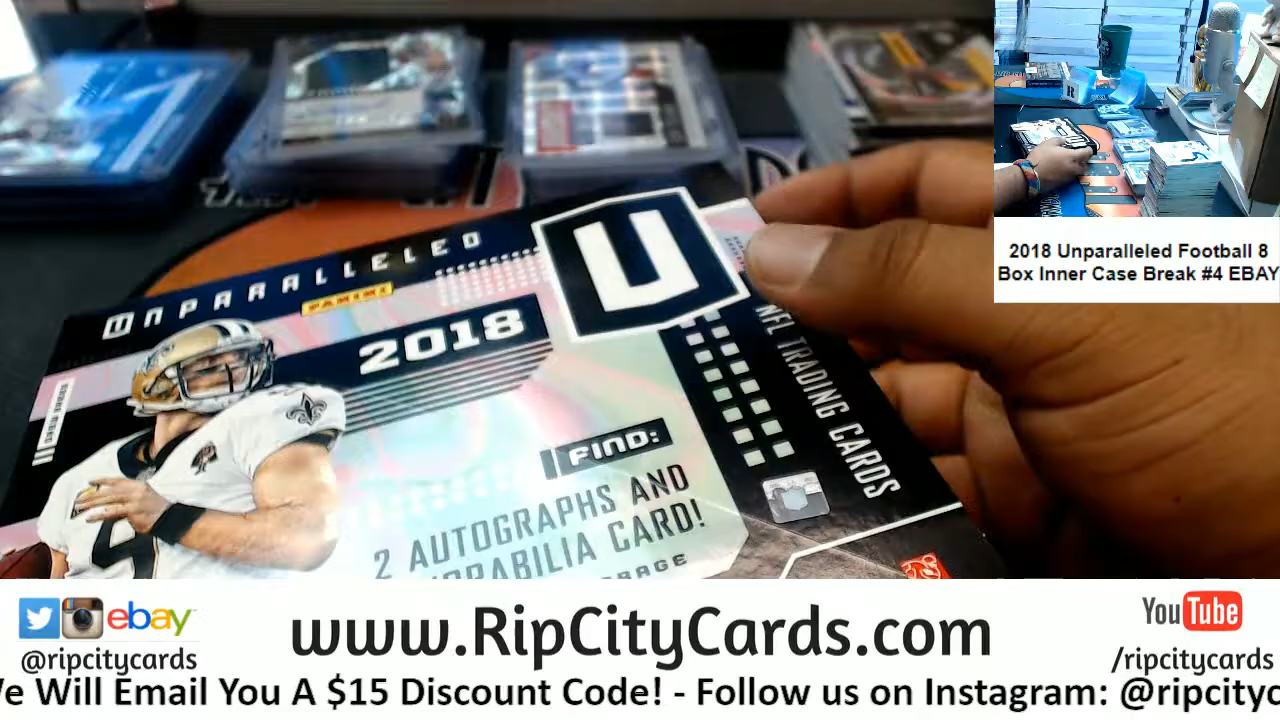 UNPARALLELED
PANINI
2018
U
NFL TRADING CARDS
FIND:
2 AUTOGRAPHS AND
CARD!
2018 Unparalleled Football 8
Box Inner Case Break #4 EBAY
ebay
@ripcitycards
www.RipCityCards.com
YouTube
/ripcitycards
e Will Email You A $15 Discount Code! - Follow us on Instagram: @ripcityc